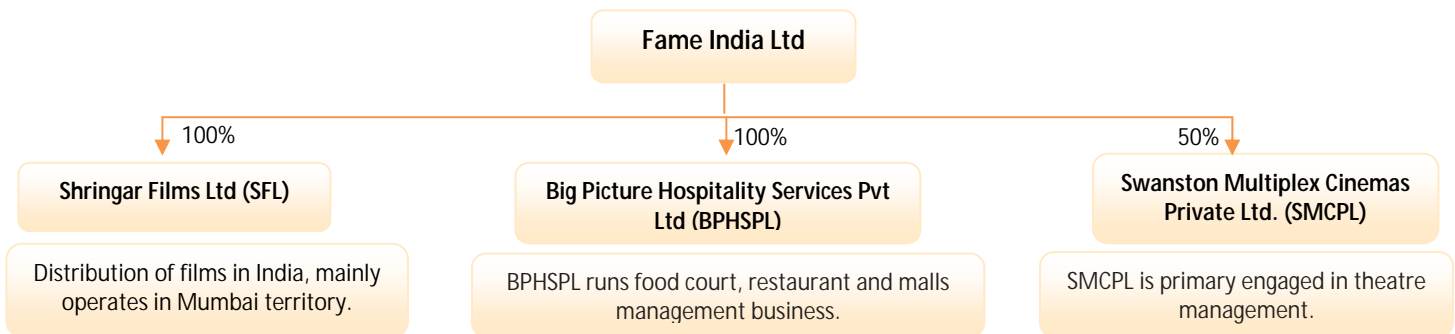 Fame India Ltd
100%
100%
50%
Shringar Films Ltd (SFL)
Big Picture Hospitality Services Pvt
Ltd (BPHSPL)
Swanston Multiplex Cinemas
Private Ltd. (SMCPL)
Distribution of films in India, mainly
operates in Mumbai territory.
BPHSPL runs food court, restaurant and malls
management business.
SMCPL is primary engaged in theatre
management.